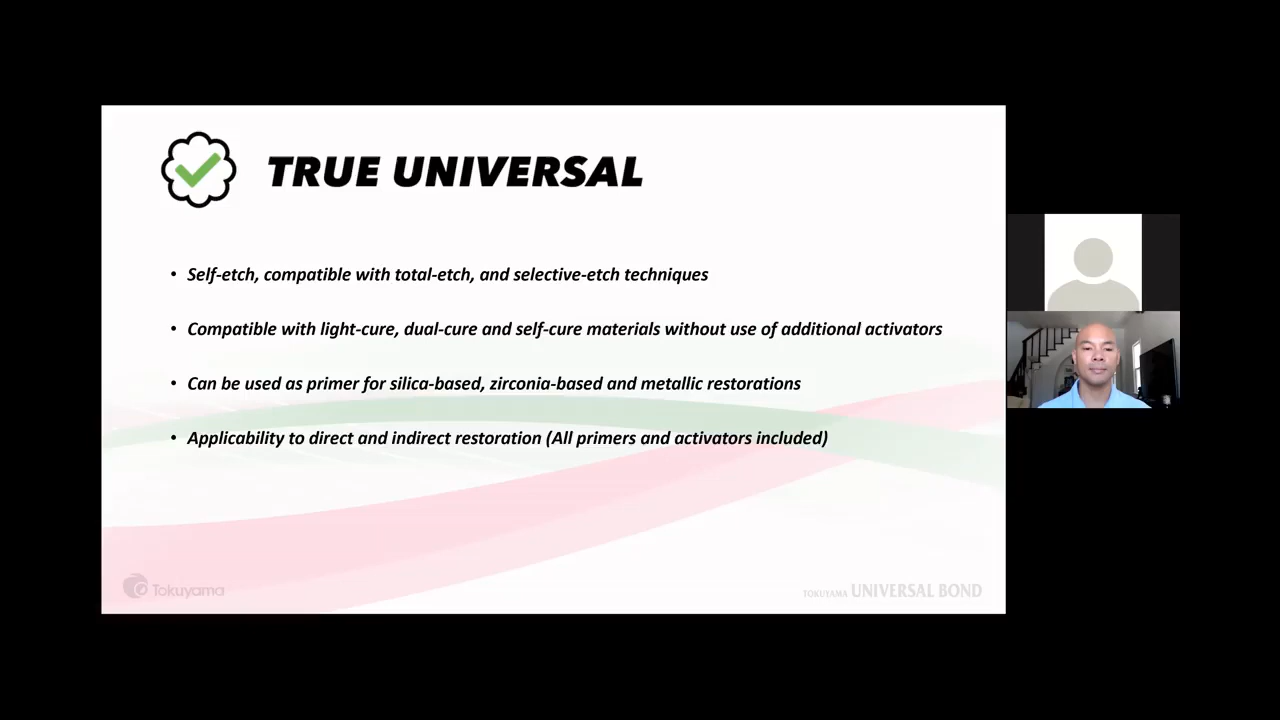 TRUE UNIVERSAL
• Self-etch, compatible with total-etch, and selective-etch techniques
• Compatible with light-cure, dual-cure and self-cure materials without use of additional activators
• Can be used as primer for silica-based, zirconia-based and metallic restorations
• Applicability to direct and indirect restoration (All primers and activators included)
Tokuyama
TOKUYAMA UNIVERSAL BOND